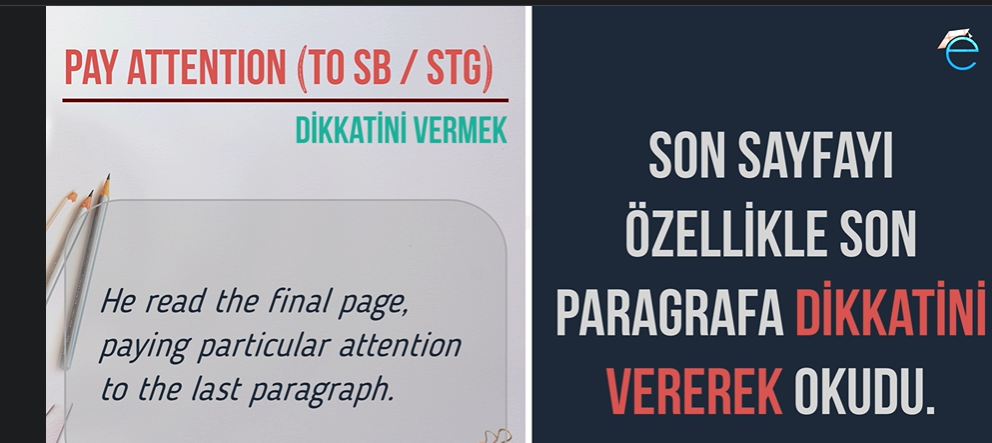 PAY ATTENTION (TO SB / STG)
DİKKATİNİ VERMEK
He read the final page,
paying particular attention
to the last paragraph.
e
SON SAYFAYI
ÖZELLİKLE SON
PARAGRAFA DİKKATİNİ
VEREREK OKUDU.